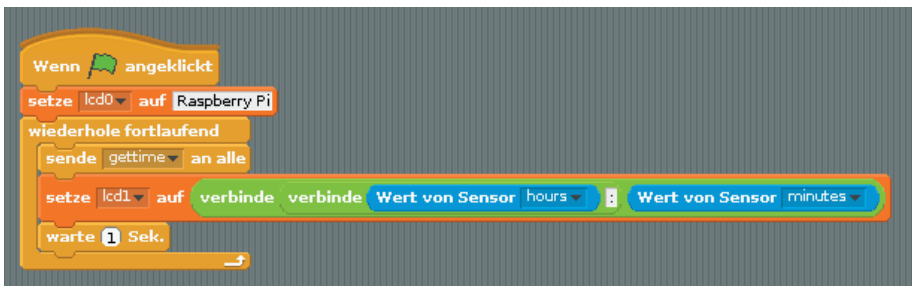 Wenn angeklickt
setze lcd0 auf Raspberry Pi
wiederhole fortlaufend
sende gettime an alle
setze lcd1 auf verbinde verbinde Wert von Sensor hours : Wert von Sensor minutes
warte 1 Sek.